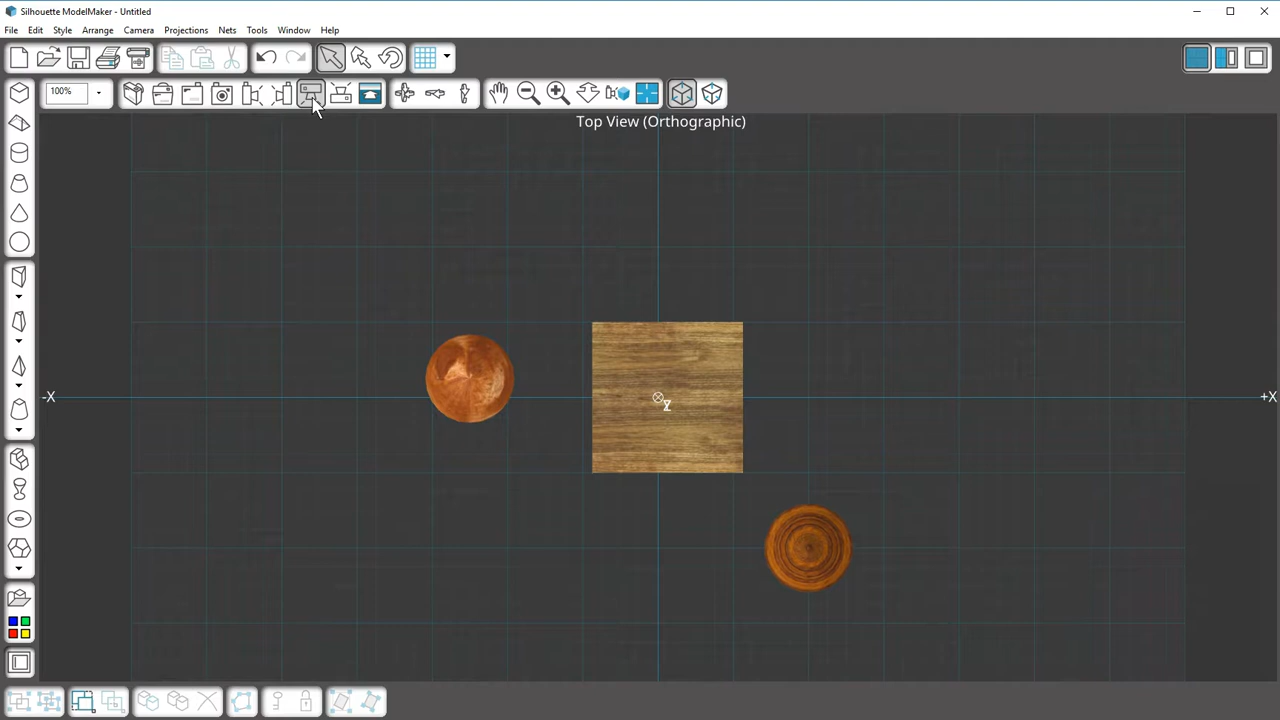 Silhouette ModelMaker - Untitled
File Edit Style Arrange Camera Projections Nets Tools Window Help
100%
Top View (Orthographic)
-X
+X
Z